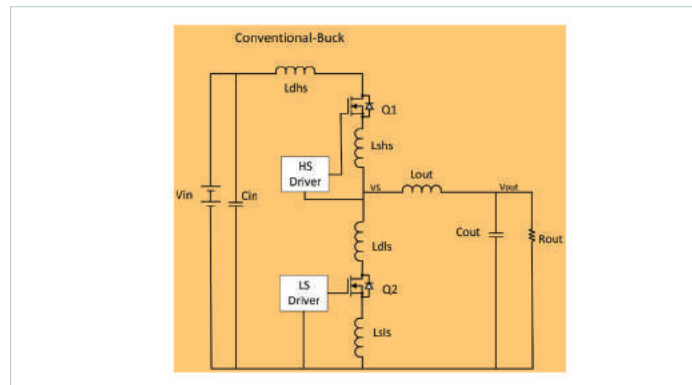 Conventional-Buck
Ldhs
Q1
Lshs
HS
Driver
Vin
Cin
VS
Lout
Vout
Ldls
Cout
Rout
LS
Driver
Q2
Lsls